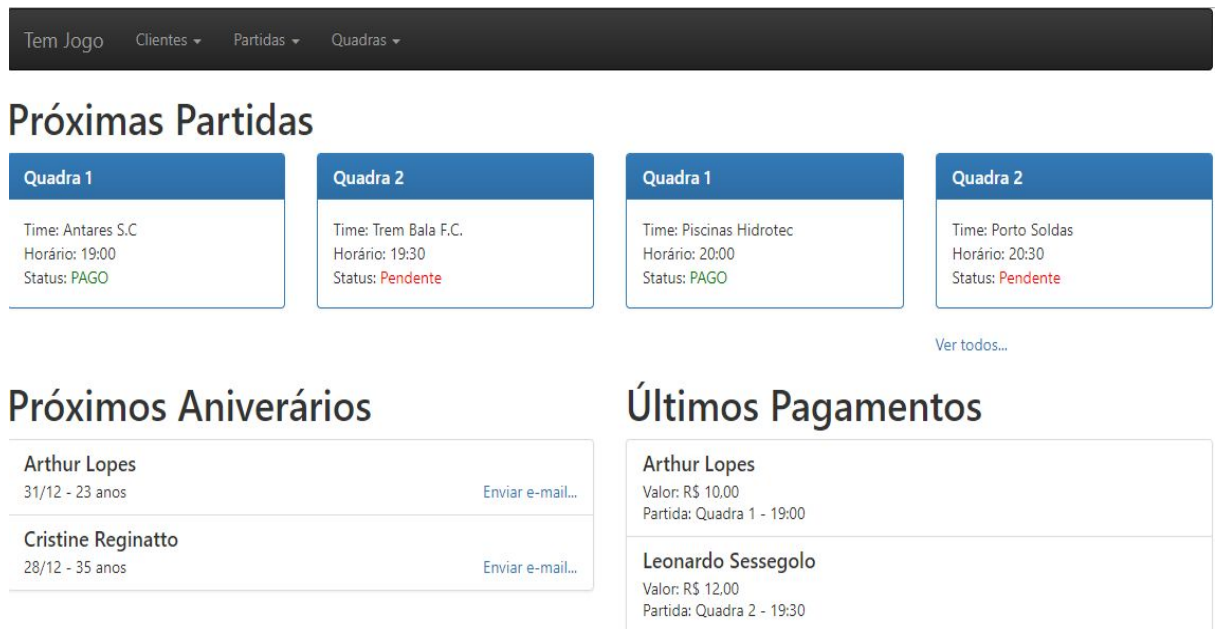 Tem Jogo Clientes Partidas Quadras
Próximas Partidas
Quadra 1
Time: Antares S.C
Horário: 19:00
Status: PAGO
Quadra 2
Time: Trem Bala F.C.
Horário: 19:30
Status: Pendente
Quadra 1
Time: Piscinas Hidrotec
Horário: 20:00
Status: PAGO
Quadra 2
Time: Porto Soldas
Horário: 20:30
Status: Pendente
Ver todos...
Próximos Aniverários
Arthur Lopes
31/12 - 23 anos Enviar e-mail...
Cristine Reginatto
28/12 - 35 anos Enviar e-mail...
Últimos Pagamentos
Arthur Lopes
Valor: R$ 10,00
Partida: Quadra 1 - 19:00
Leonardo Sessegolo
Valor: R$ 12,00
Partida: Quadra 2 - 19:30